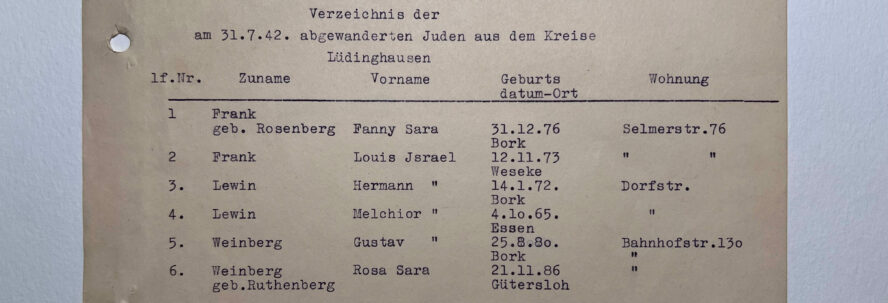 Verzeichnis der
am 31.7.42. abgewanderten Juden aus dem Kreise
Lüdinghausen
lf.Nr. Zuname Vorname Geburts Wohnung
datum-Ort
1 Frank
geb. Rosenberg Fanny Sara 31.12.76 Selmerstr.76
Bork
2 Frank Louis Jsrael 12.11.73 " "
Weseke
3. Lewin Hermann " 14.1.72. Dorfstr.
Bork
4. Lewin Melchior " 4.1o.65. "
Essen
5. Weinberg Gustav " 25.8.8o. Bahnhofstr.13o
Bork "
6. Weinberg Rosa Sara 21.11.86 "
geb.Ruthenberg Gütersloh